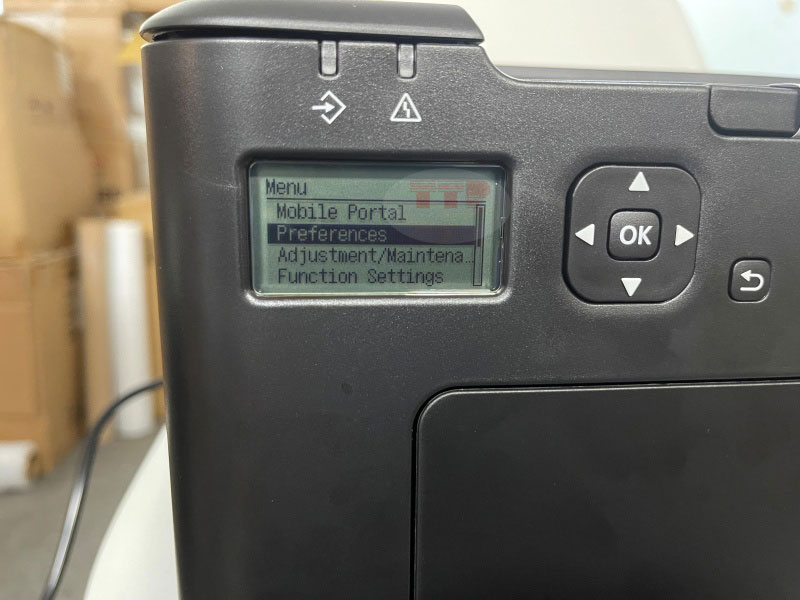 Menu
Mobile Portal
Preferences
Adjustment/Maintena...
Function Settings
OK